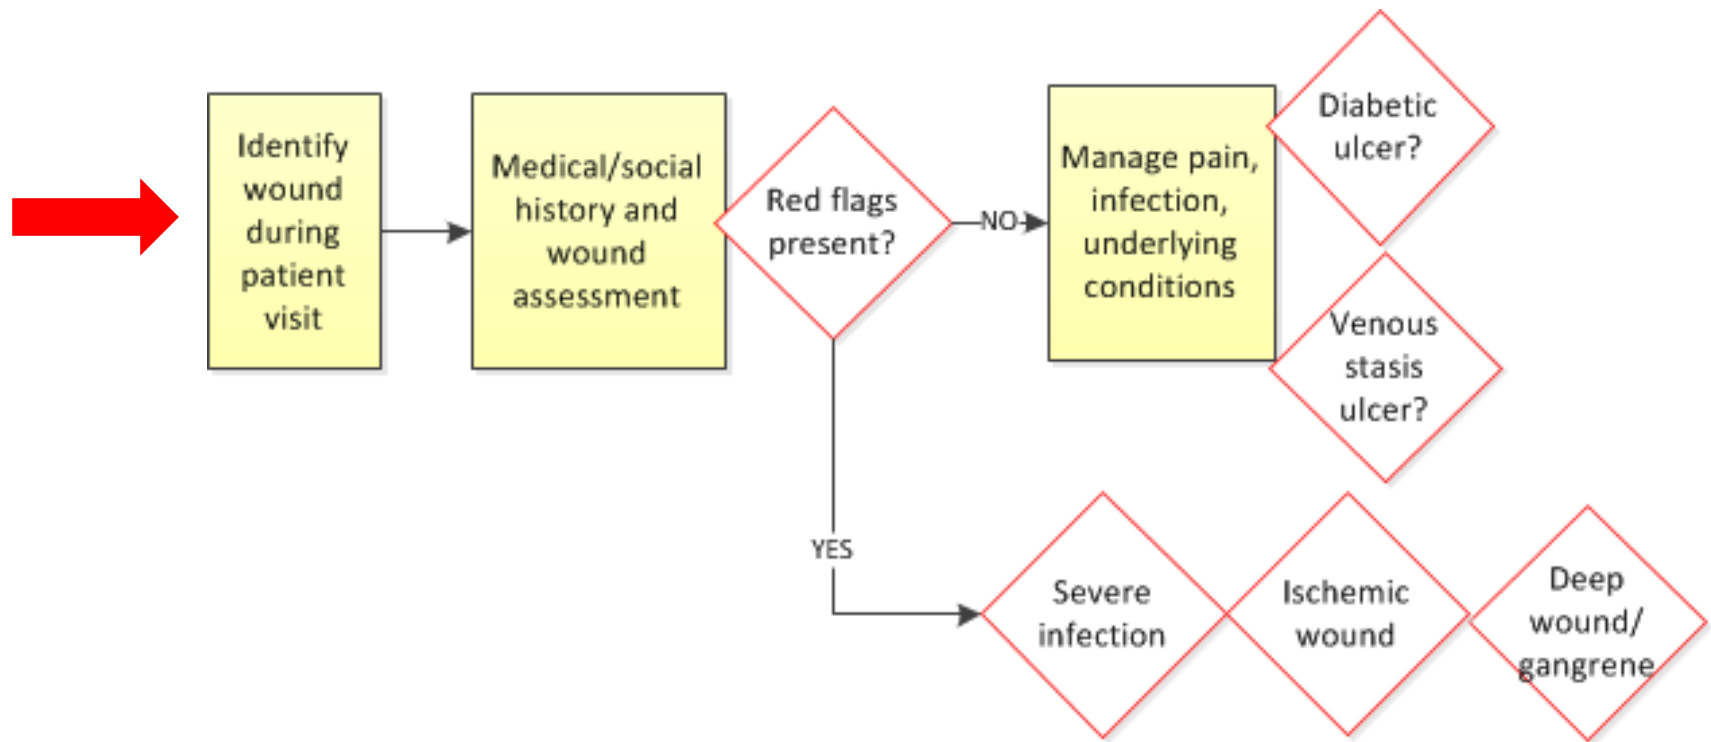 Identify
wound
during
patient
visit
Medical/social
history and
wound
assessment
Red flags
present?
NO
Manage pain,
infection,
underlying
conditions
Diabetic
ulcer?
Venous
stasis
ulcer?
YES
Severe
infection
Ischemic
wound
Deep
wound/
gangrene